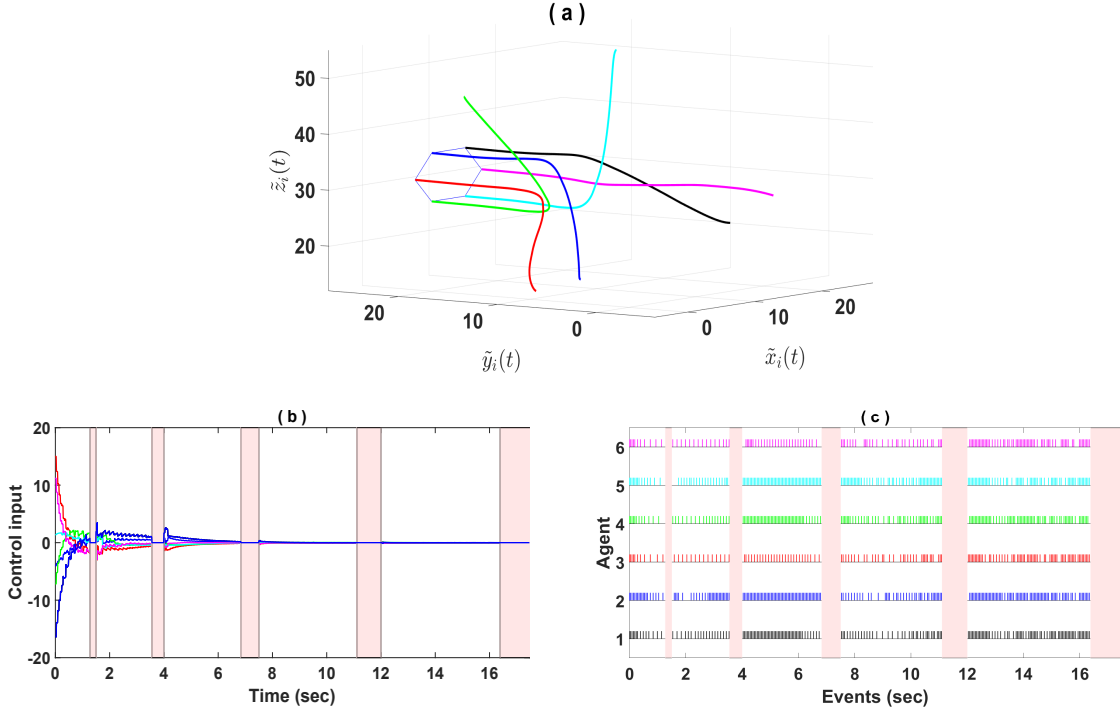 ( a )
50
40
30
20
z̃ᵢ(t)
20
10
0
ỹᵢ(t)
0
10
20
x̃ᵢ(t)
( b )
20
10
0
-10
-20
Control input
0 2 4 6 8 10 12 14 16
Time (sec)
( c )
6
5
4
3
2
1
Agent
0 2 4 6 8 10 12 14 16
Events (sec)